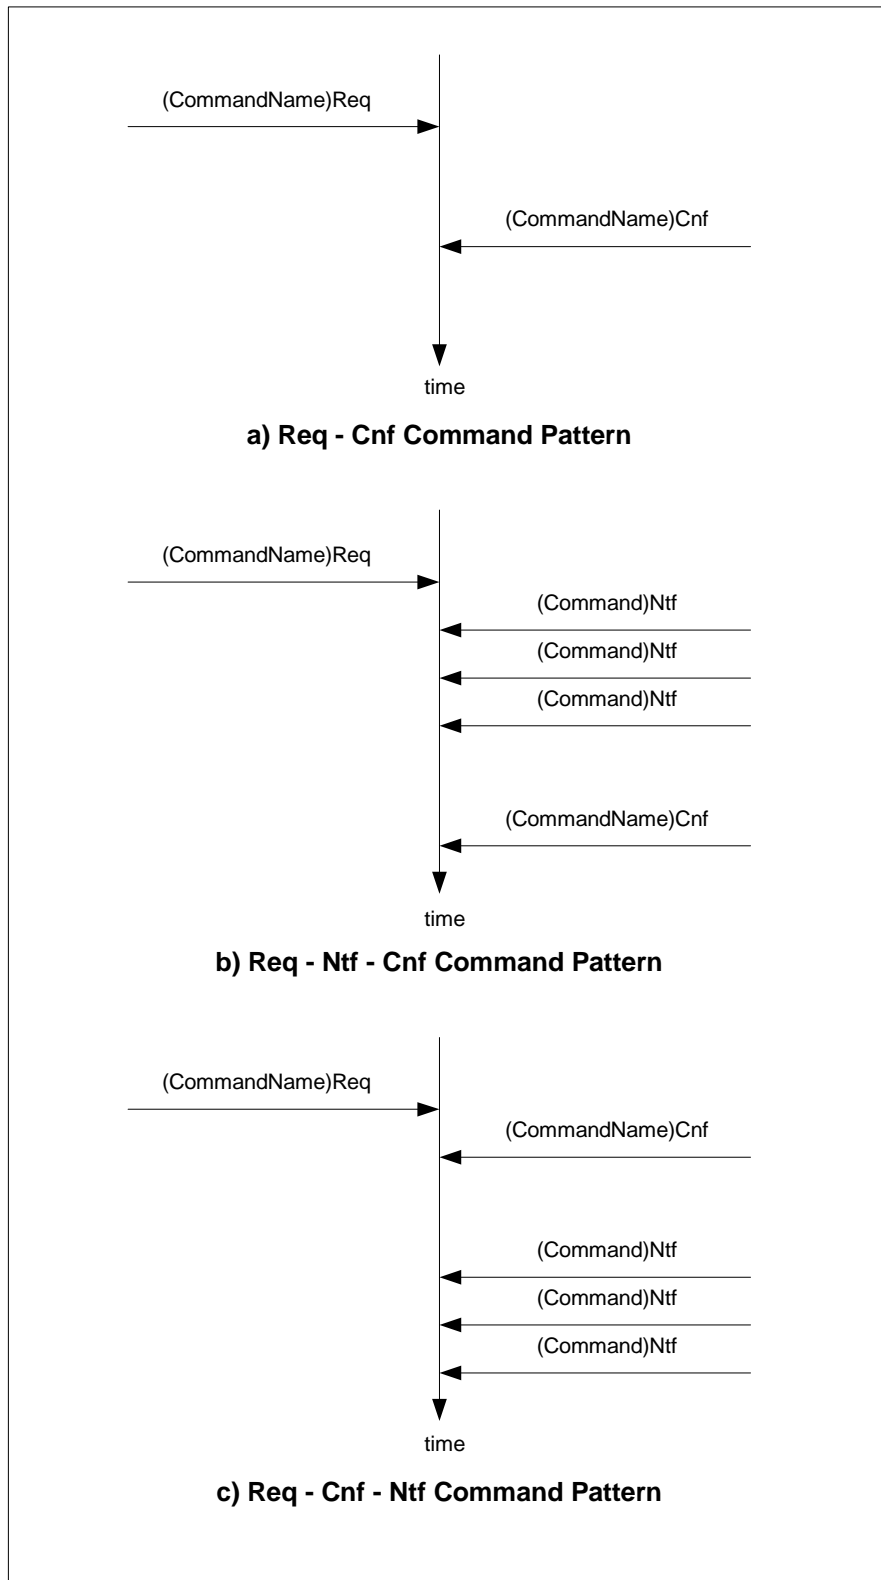 (CommandName)Req
(CommandName)Cnf
time
a) Req - Cnf Command Pattern
(CommandName)Req
(Command)Ntf
(Command)Ntf
(Command)Ntf
(CommandName)Cnf
time
b) Req - Ntf - Cnf Command Pattern
(CommandName)Req
(CommandName)Cnf
(Command)Ntf
(Command)Ntf
(Command)Ntf
time
c) Req - Cnf - Ntf Command Pattern